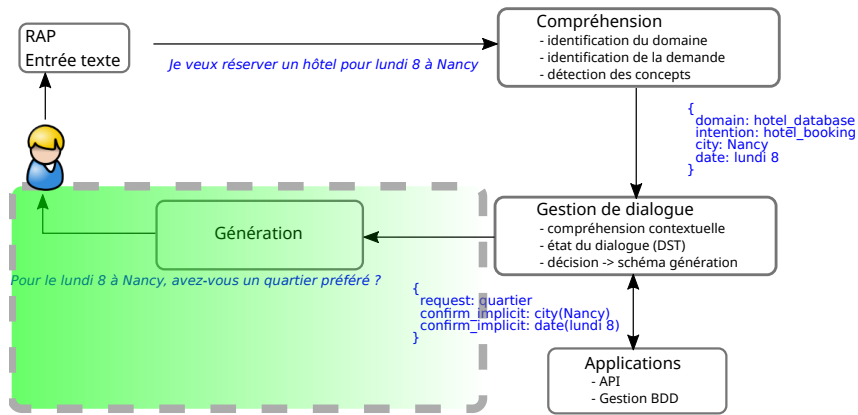 RAP
Entrée texte
Je veux réserver un hôtel pour lundi 8 à Nancy
Compréhension
- identification du domaine
- identification de la demande
- détection des concepts
{
domain: hotel_database
intention: hotel_booking
city: Nancy
date: lundi 8
}
Gestion de dialogue
- compréhension contextuelle
- état du dialogue (DST)
- décision -> schéma génération
Génération
Pour le lundi 8 à Nancy, avez-vous un quartier préféré ?
{
request: quartier
confirm_implicit: city(Nancy)
confirm_implicit: date(lundi 8)
}
Applications
- API
- Gestion BDD